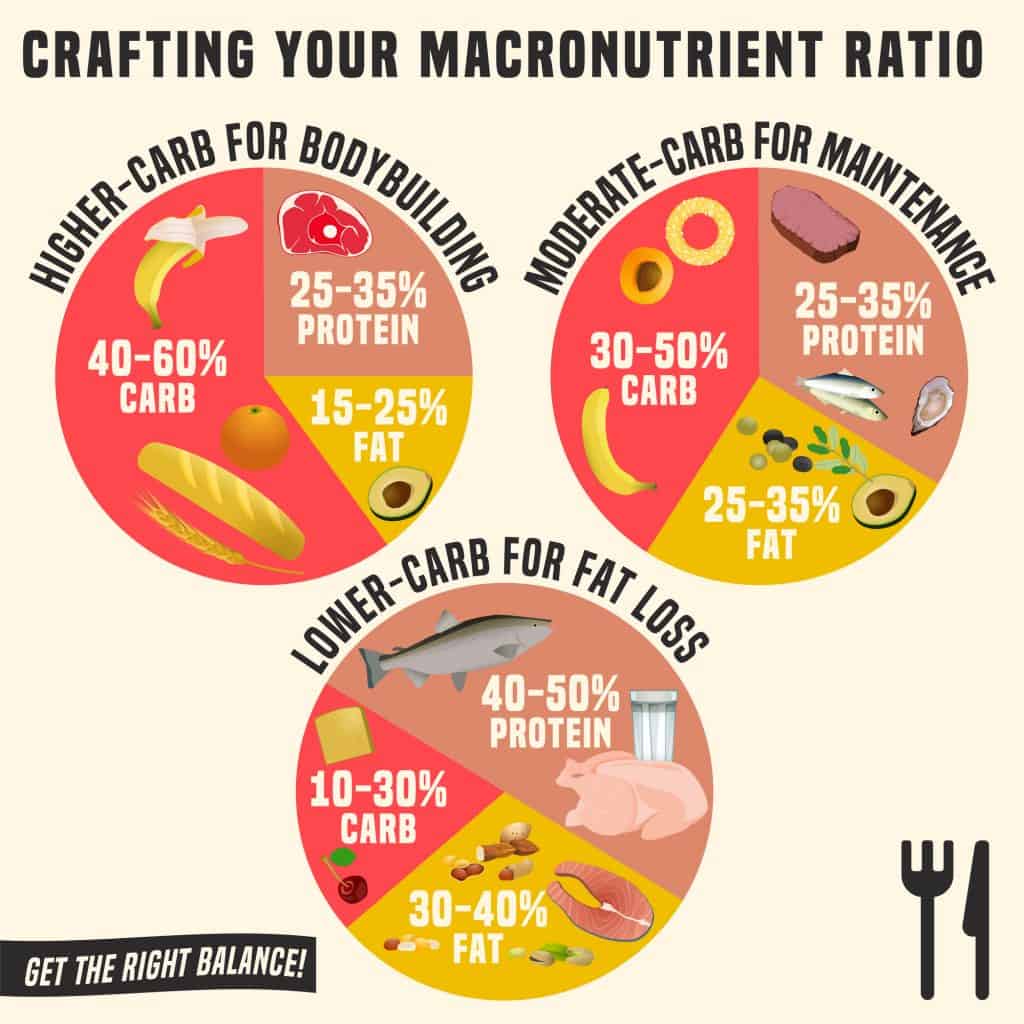 CRAFTING YOUR MACRONUTRIENT RATIO
HIGHER-CARB FOR BODYBUILDING
25-35%
PROTEIN
40-60%
CARB
15-25%
FAT
MODERATE-CARB FOR MAINTENANCE
25-35%
PROTEIN
30-50%
CARB
25-35%
FAT
LOWER-CARB FOR FAT LOSS
40-50%
PROTEIN
10-30%
CARB
30-40%
FAT
GET THE RIGHT BALANCE!